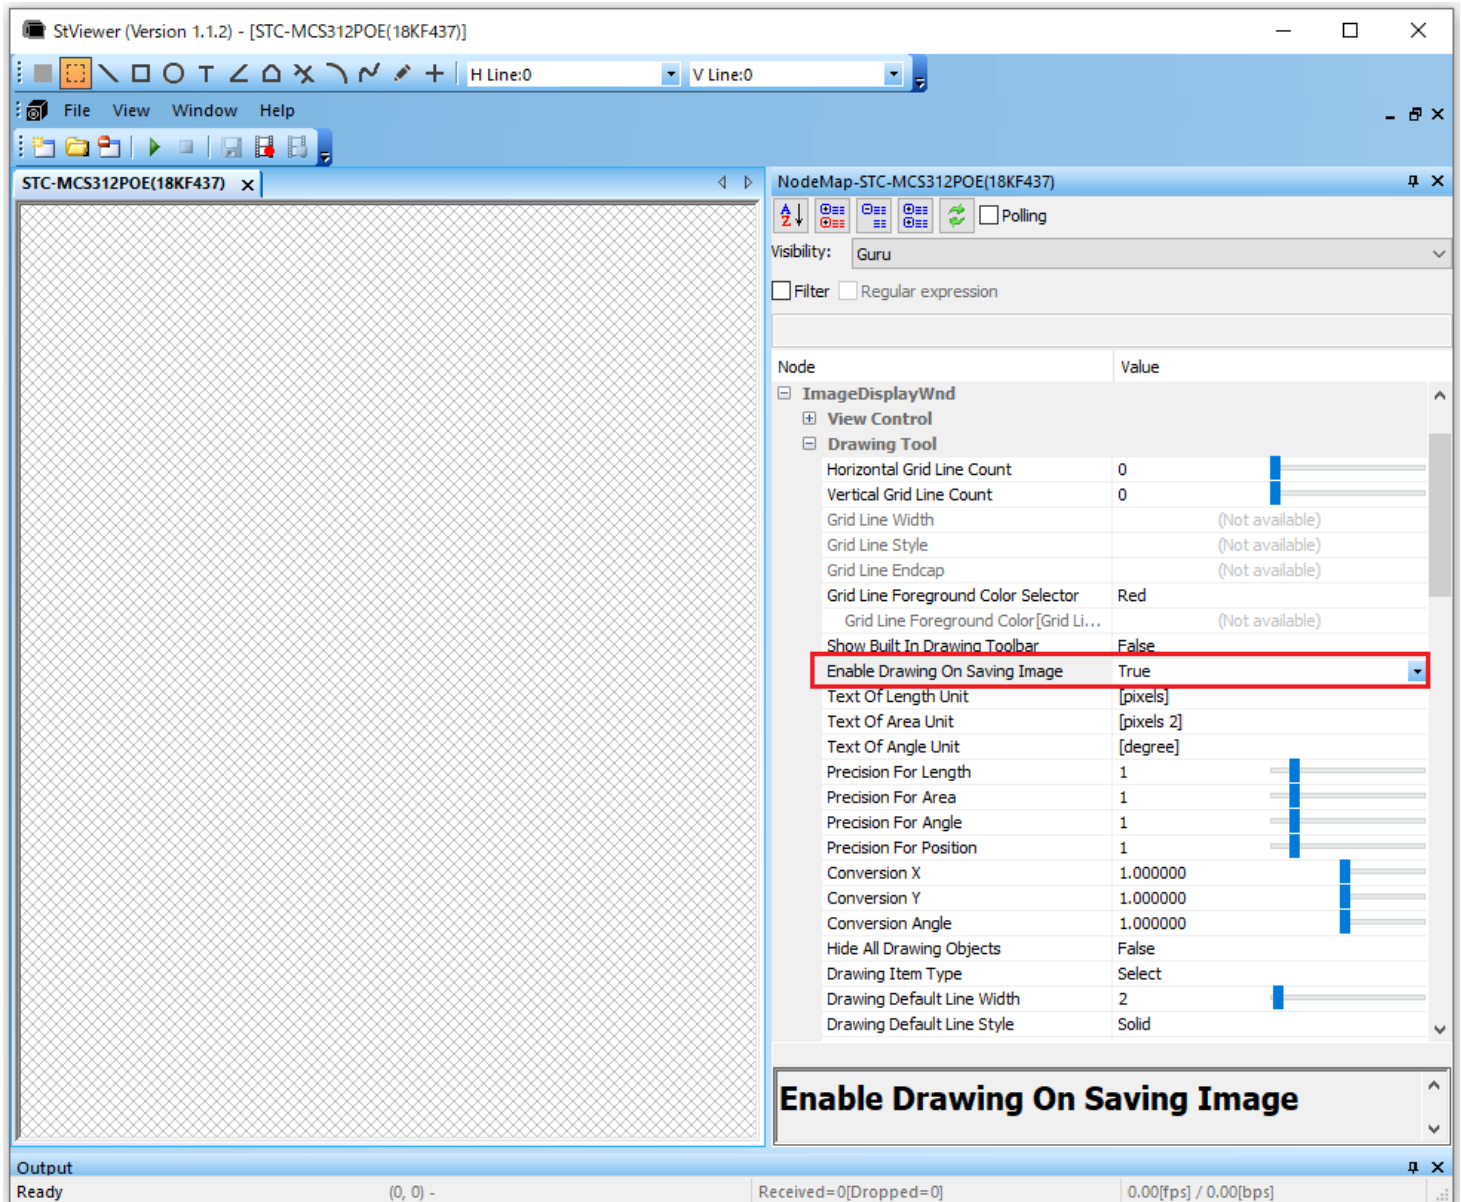 StViewer (Version 1.1.2) - [STC-MCS312POE(18KF437)]
H Line:0 V Line:0
File View Window Help
STC-MCS312POE(18KF437)
NodeMap-STC-MCS312POE(18KF437)
Polling
Visibility: Guru
Filter Regular expression
Node Value
ImageDisplayWnd
View Control
Drawing Tool
Horizontal Grid Line Count 0
Vertical Grid Line Count 0
Grid Line Width (Not available)
Grid Line Style (Not available)
Grid Line Endcap (Not available)
Grid Line Foreground Color Selector Red
Grid Line Foreground Color[Grid Li... (Not available)
Show Built In Drawing Toolbar False
Enable Drawing On Saving Image True
Text Of Length Unit [pixels]
Text Of Area Unit [pixels 2]
Text Of Angle Unit [degree]
Precision For Length 1
Precision For Area 1
Precision For Angle 1
Precision For Position 1
Conversion X 1.000000
Conversion Y 1.000000
Conversion Angle 1.000000
Hide All Drawing Objects False
Drawing Item Type Select
Drawing Default Line Width 2
Drawing Default Line Style Solid
Enable Drawing On Saving Image
Output
Ready (0, 0) - Received=0[Dropped=0] 0.00[fps] / 0.00[bps]